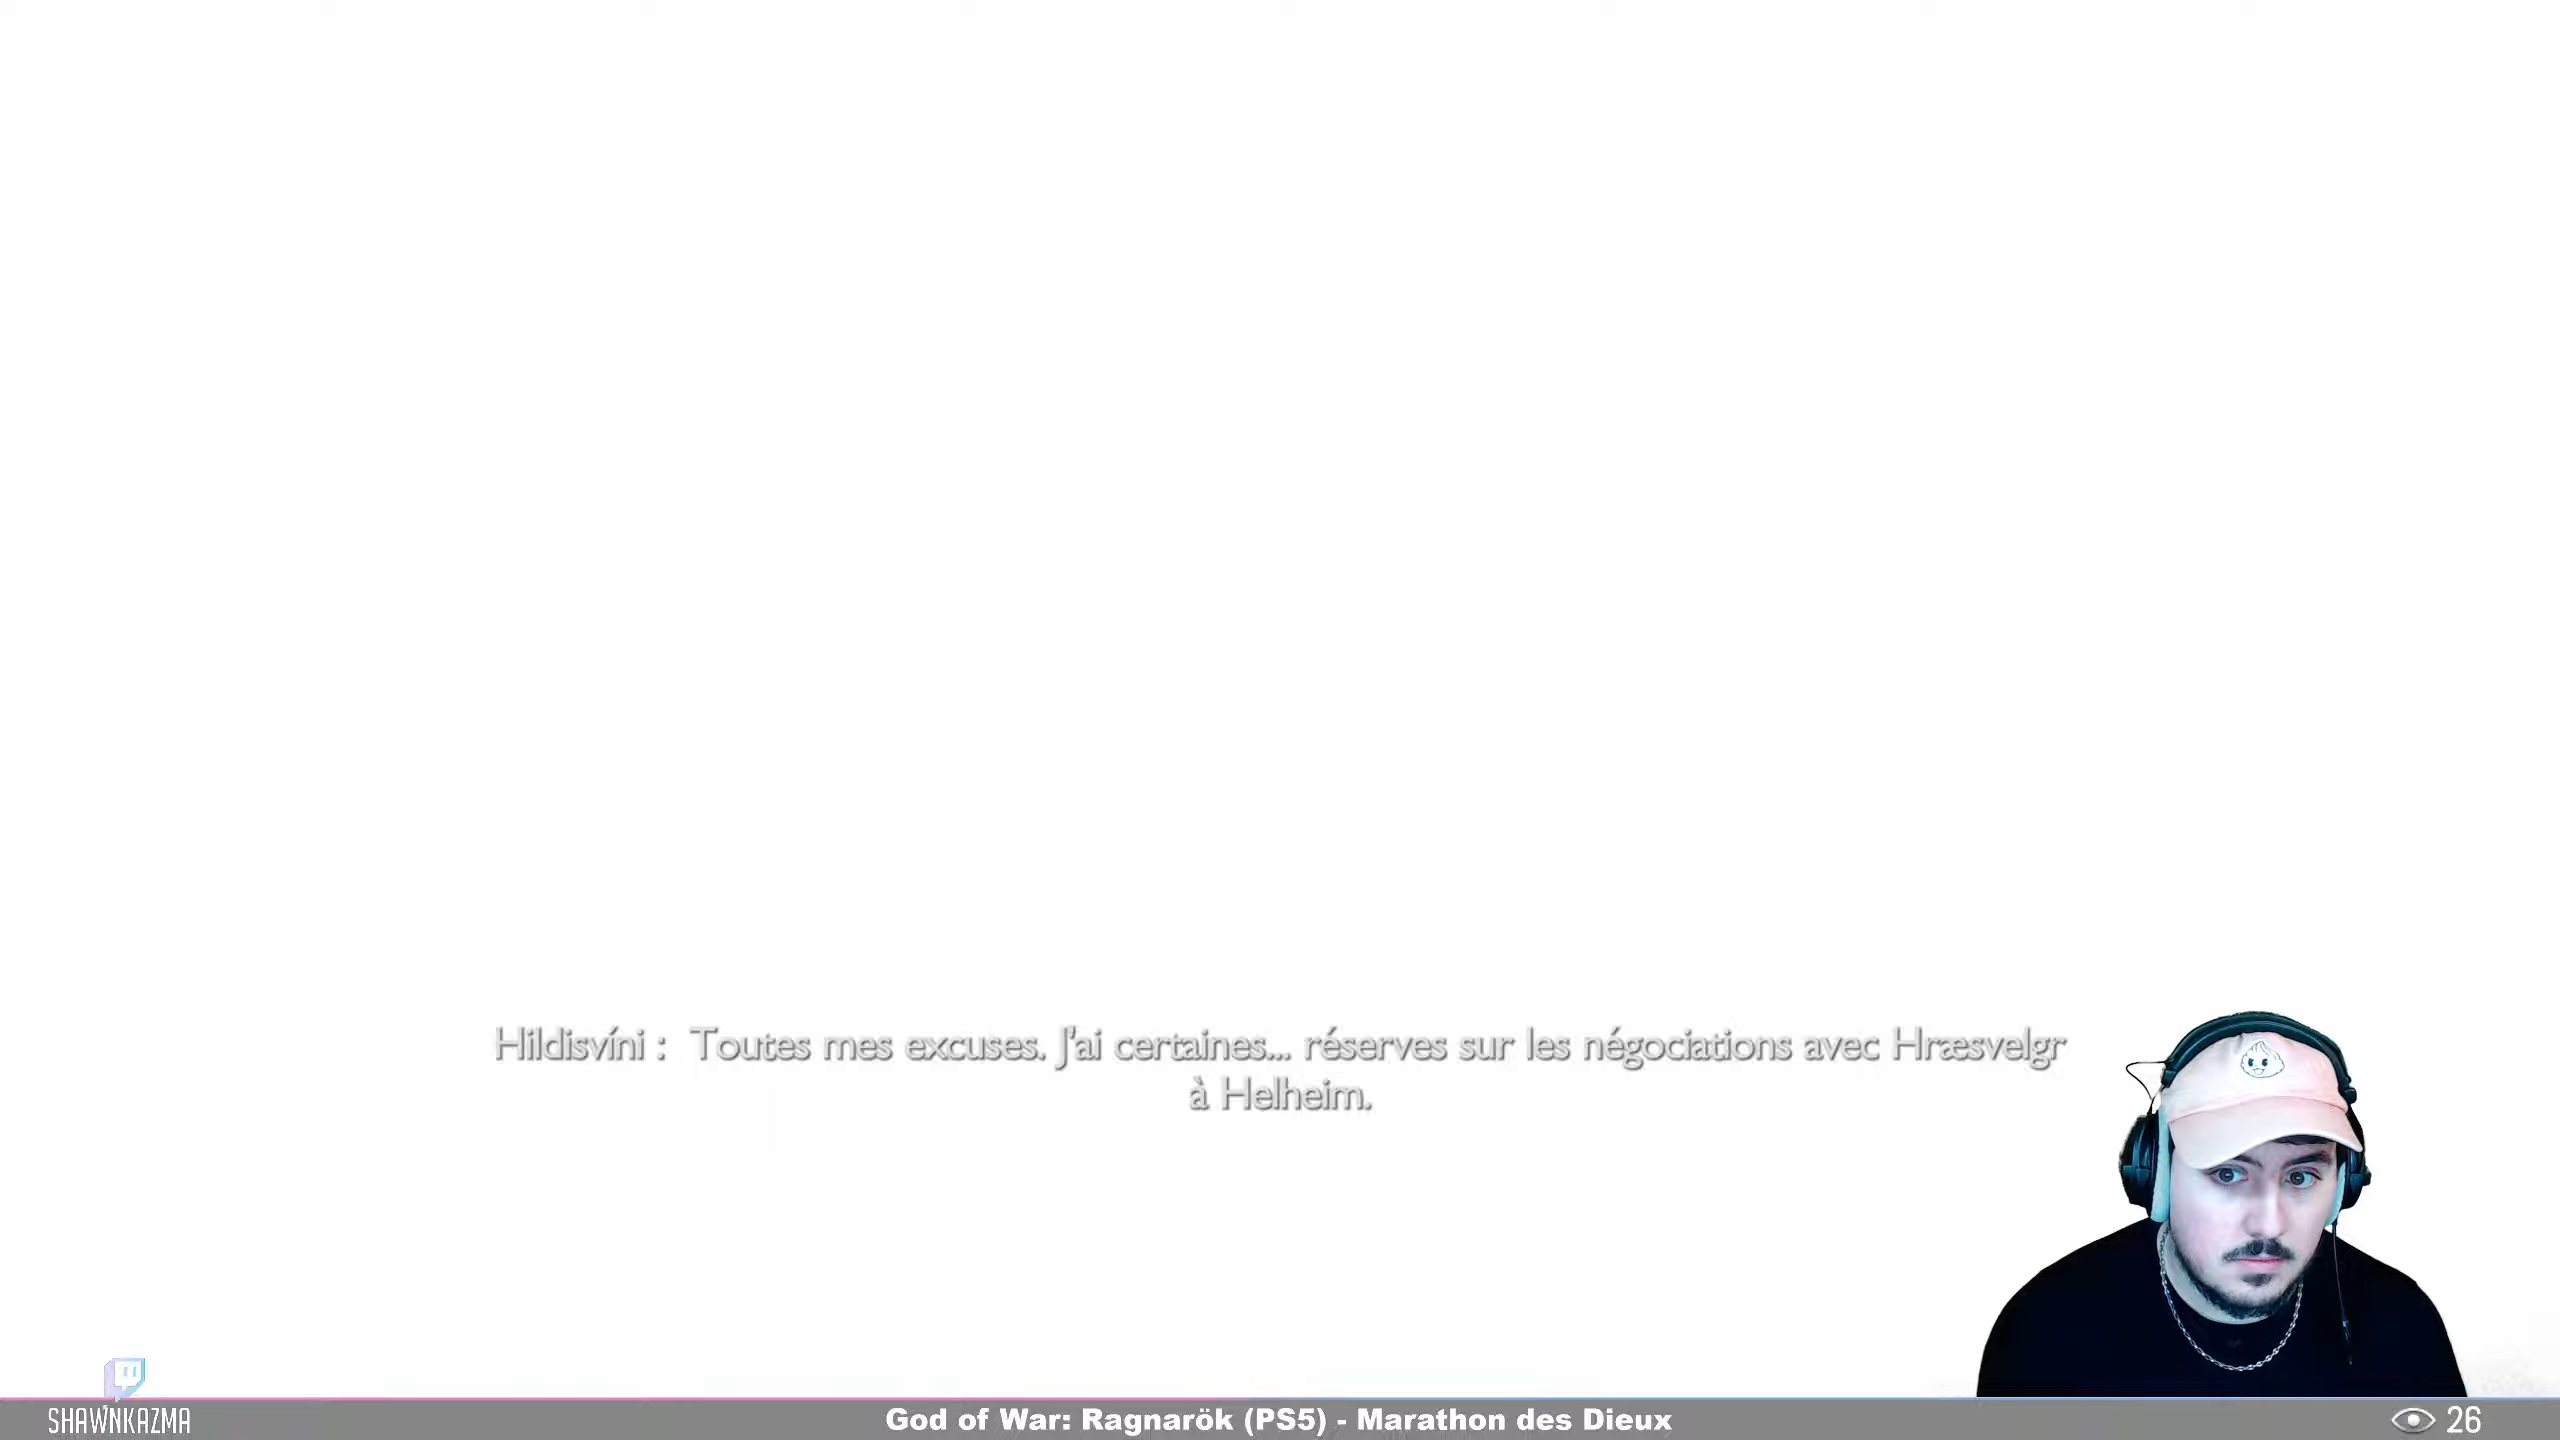 Hildisvíni : Toutes mes excuses. J'ai certaines... réserves sur les négociations avec Hræsvelgr
à Helheim.
SHAWNKAZMA
God of War: Ragnarök (PS5) - Marathon des Dieux
26